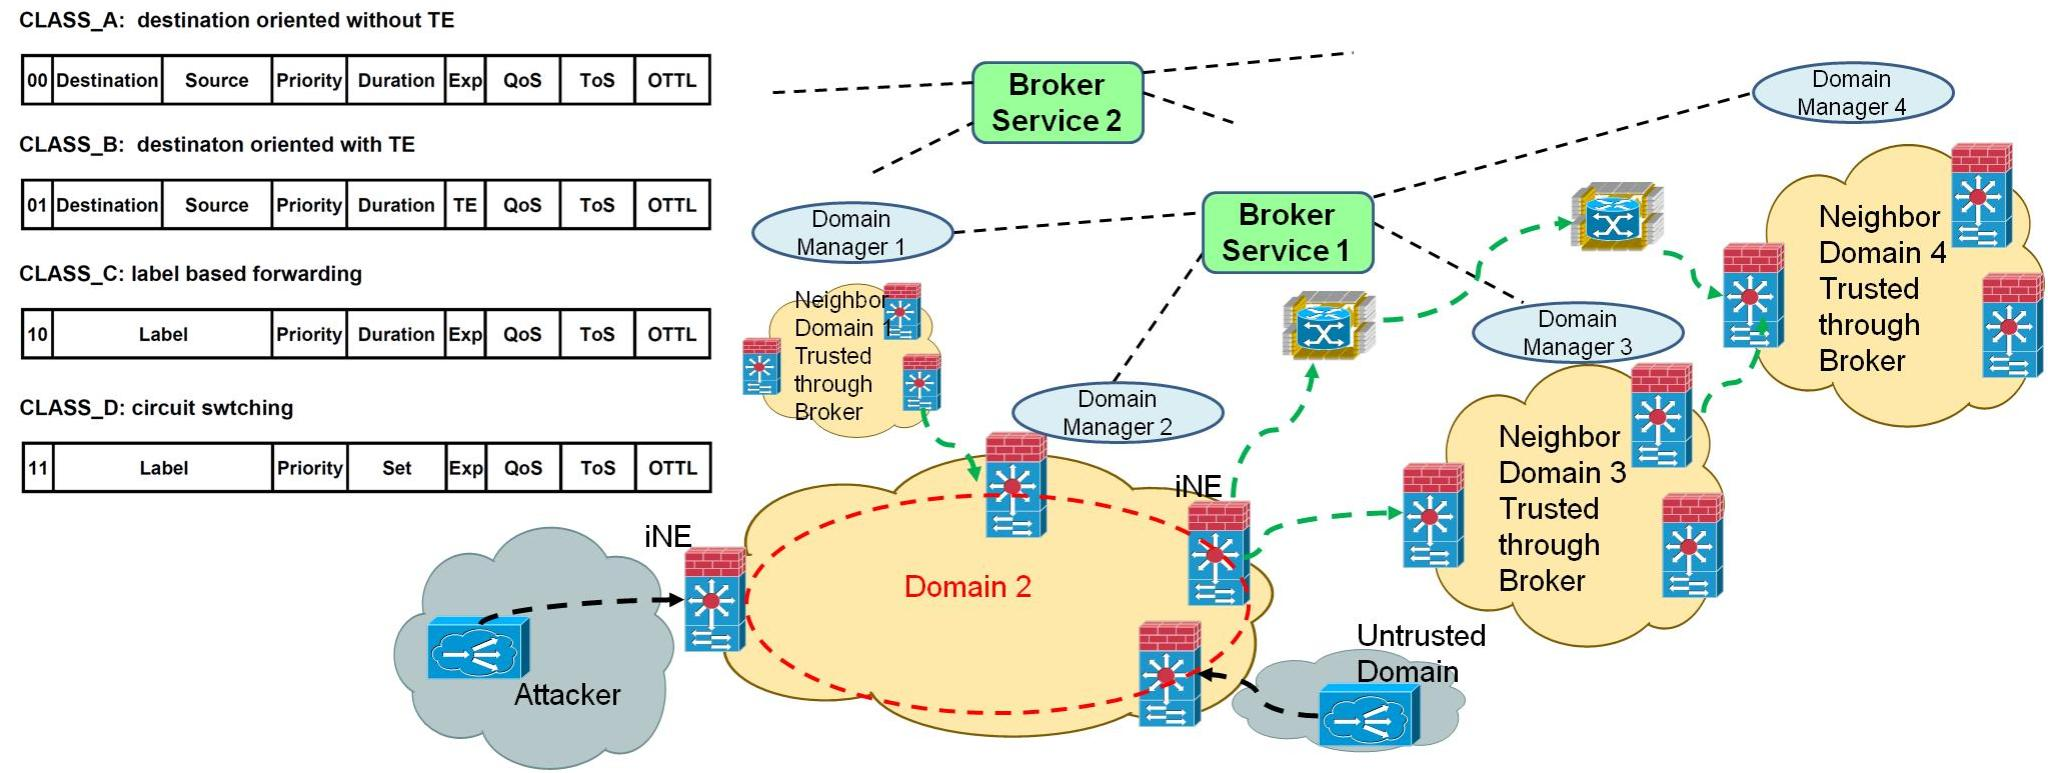 CLASS_A: destination oriented without TE
00 Destination Source Priority Duration Exp QoS ToS OTTL
CLASS_B: destinaton oriented with TE
01 Destination Source Priority Duration TE QoS ToS OTTL
CLASS_C: label based forwarding
10 Label Priority Duration Exp QoS ToS OTTL
CLASS_D: circuit swtching
11 Label Priority Set Exp QoS ToS OTTL
Broker
Service 2
Domain
Manager 4
Domain
Manager 1
Broker
Service 1
Neighbor
Domain 4
Trusted
through
Broker
Neighbor
Domain 1
Trusted
through
Broker
Domain
Manager 3
Domain
Manager 2
Neighbor
Domain 3
Trusted
through
Broker
iNE
iNE
Domain 2
Attacker
Untrusted
Domain